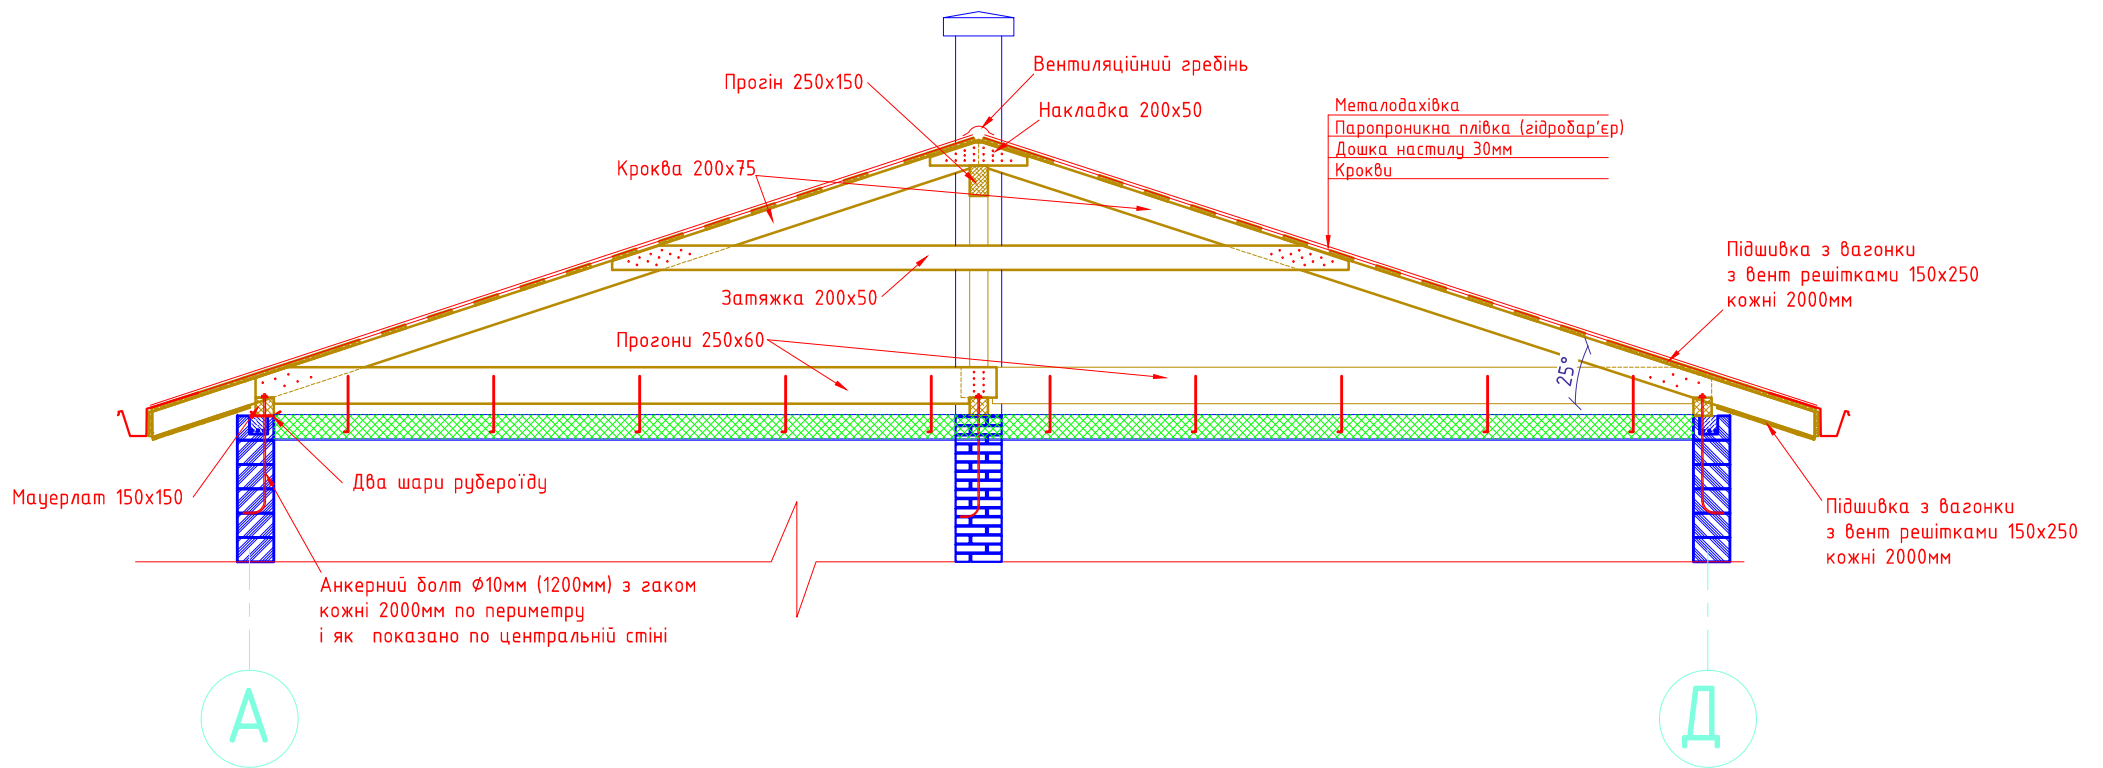 Вентиляційний гребінь
Прогін 250х150
Накладка 200х50
Металодахівка
Паропроникна плівка (гідробар'єр)
Дошка настилу 30мм
Крокви
Кроква 200х75
Підшивка з вагонки
з вент решітками 150х250
кожні 2000мм
Затяжка 200х50
Прогони 250х60
25°
Мауерлат 150х150
Два шари рубероїду
Підшивка з вагонки
з вент решітками 150х250
кожні 2000мм
Анкерний болт Ø10мм (1200мм) з гаком
кожні 2000мм по периметру
і як показано по центральній стіні
А
Д